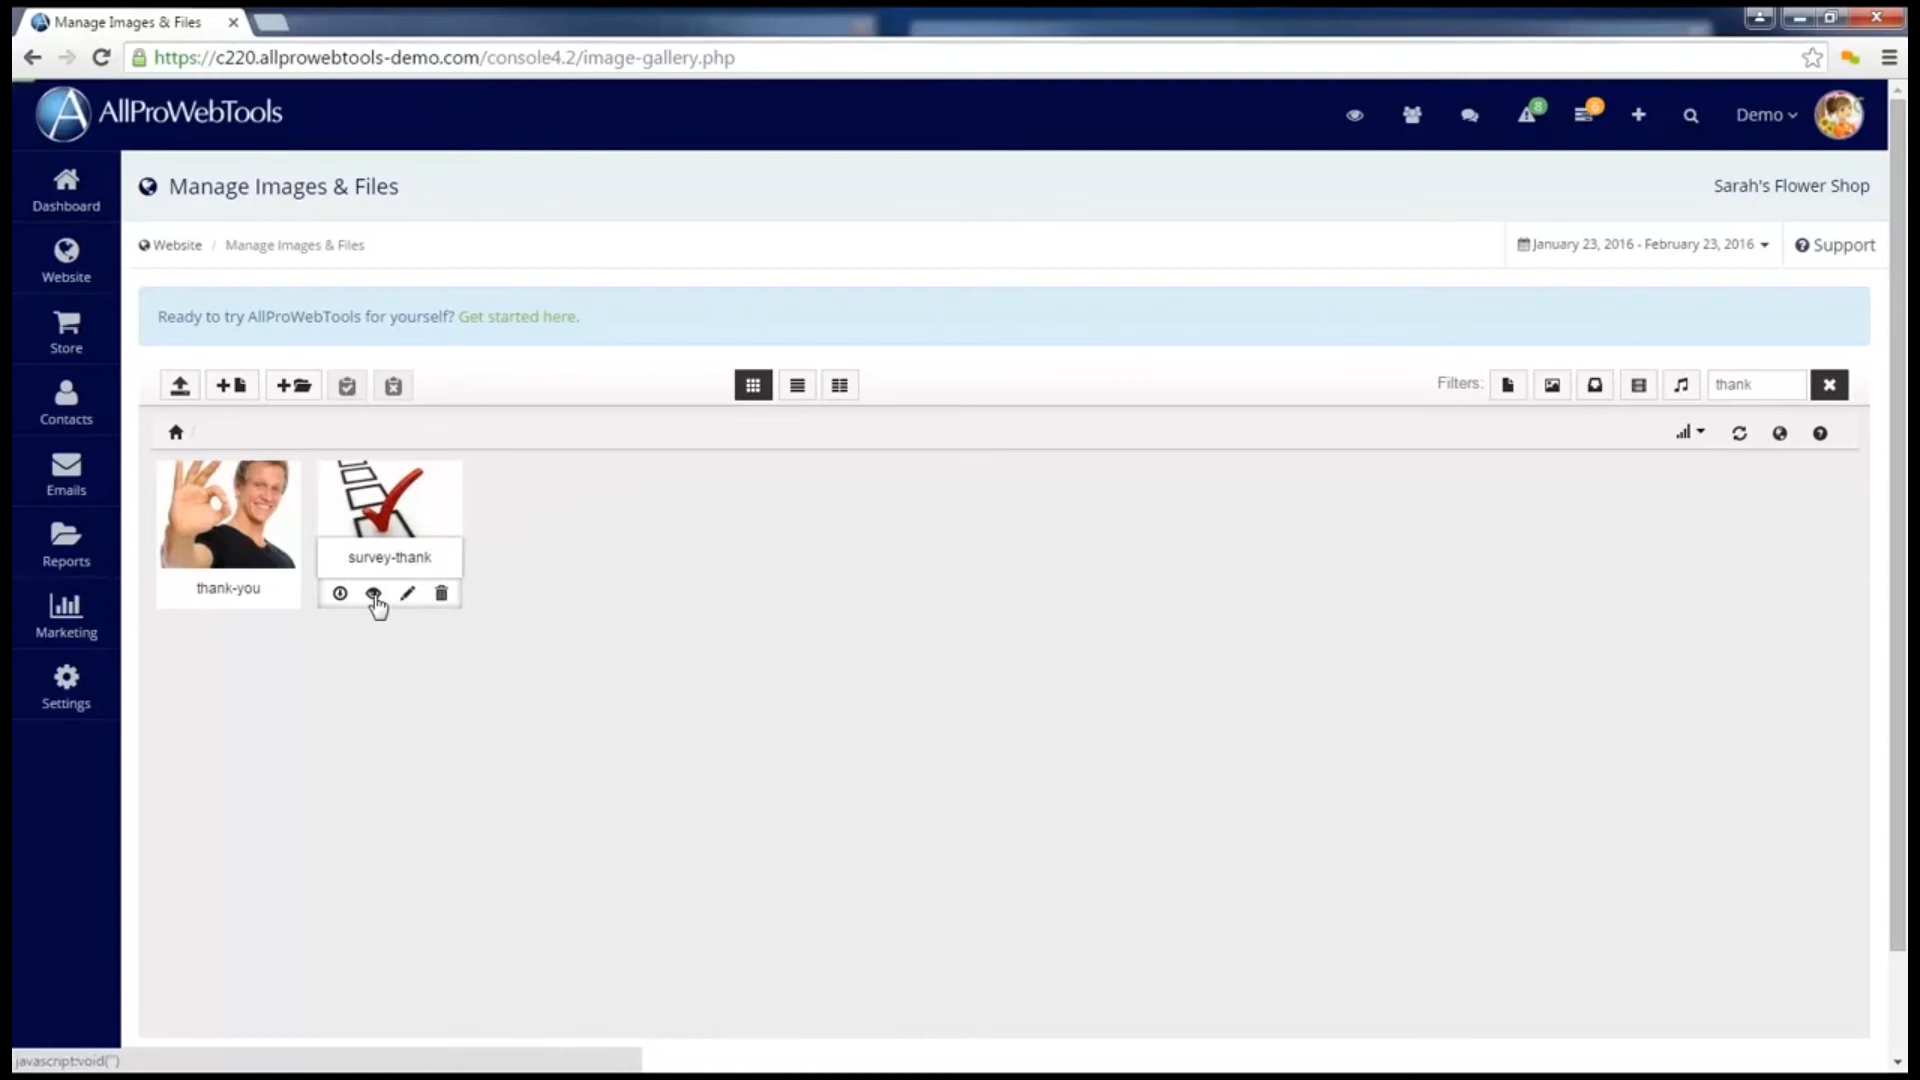 Manage Images & Files
https://c220.allprowebtools-demo.com/console4.2/image-gallery.php
AllProWebTools
8
6
Demo
Dashboard
Website
Store
Contacts
Emails
Reports
Marketing
Settings
Manage Images & Files
Sarah's Flower Shop
Website / Manage Images & Files
January 23, 2016 - February 23, 2016
Support
Ready to try AllProWebTools for yourself? Get started here.
Filters:
thank
thank-you
survey-thank
javascript:void('')